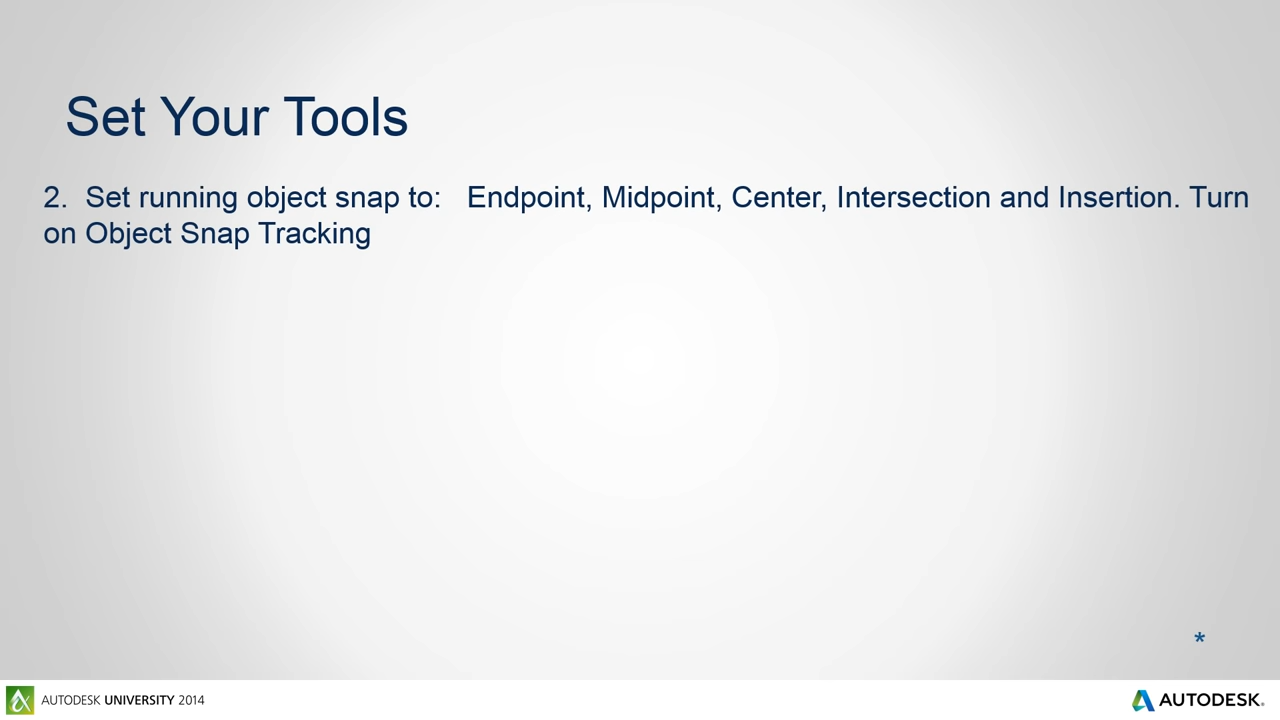 Set Your Tools
2. Set running object snap to: Endpoint, Midpoint, Center, Intersection and Insertion. Turn
on Object Snap Tracking
*
AUTODESK UNIVERSITY 2014
AUTODESK®